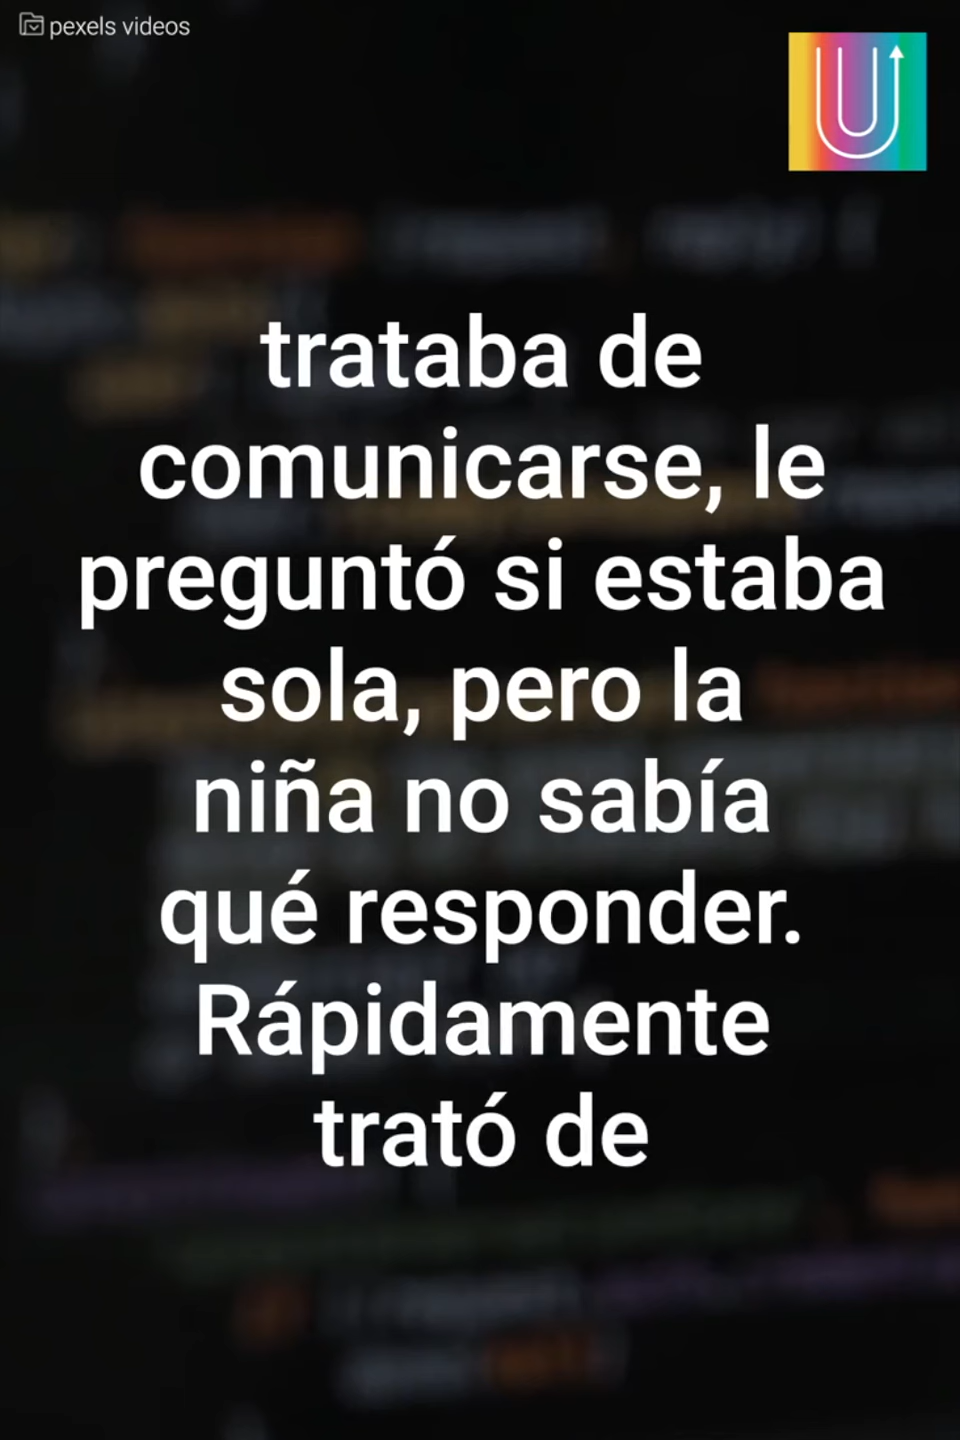 pexels videos
U
trataba de
comunicarse, le
preguntó si estaba
sola, pero la
niña no sabía
qué responder.
Rápidamente
trató de